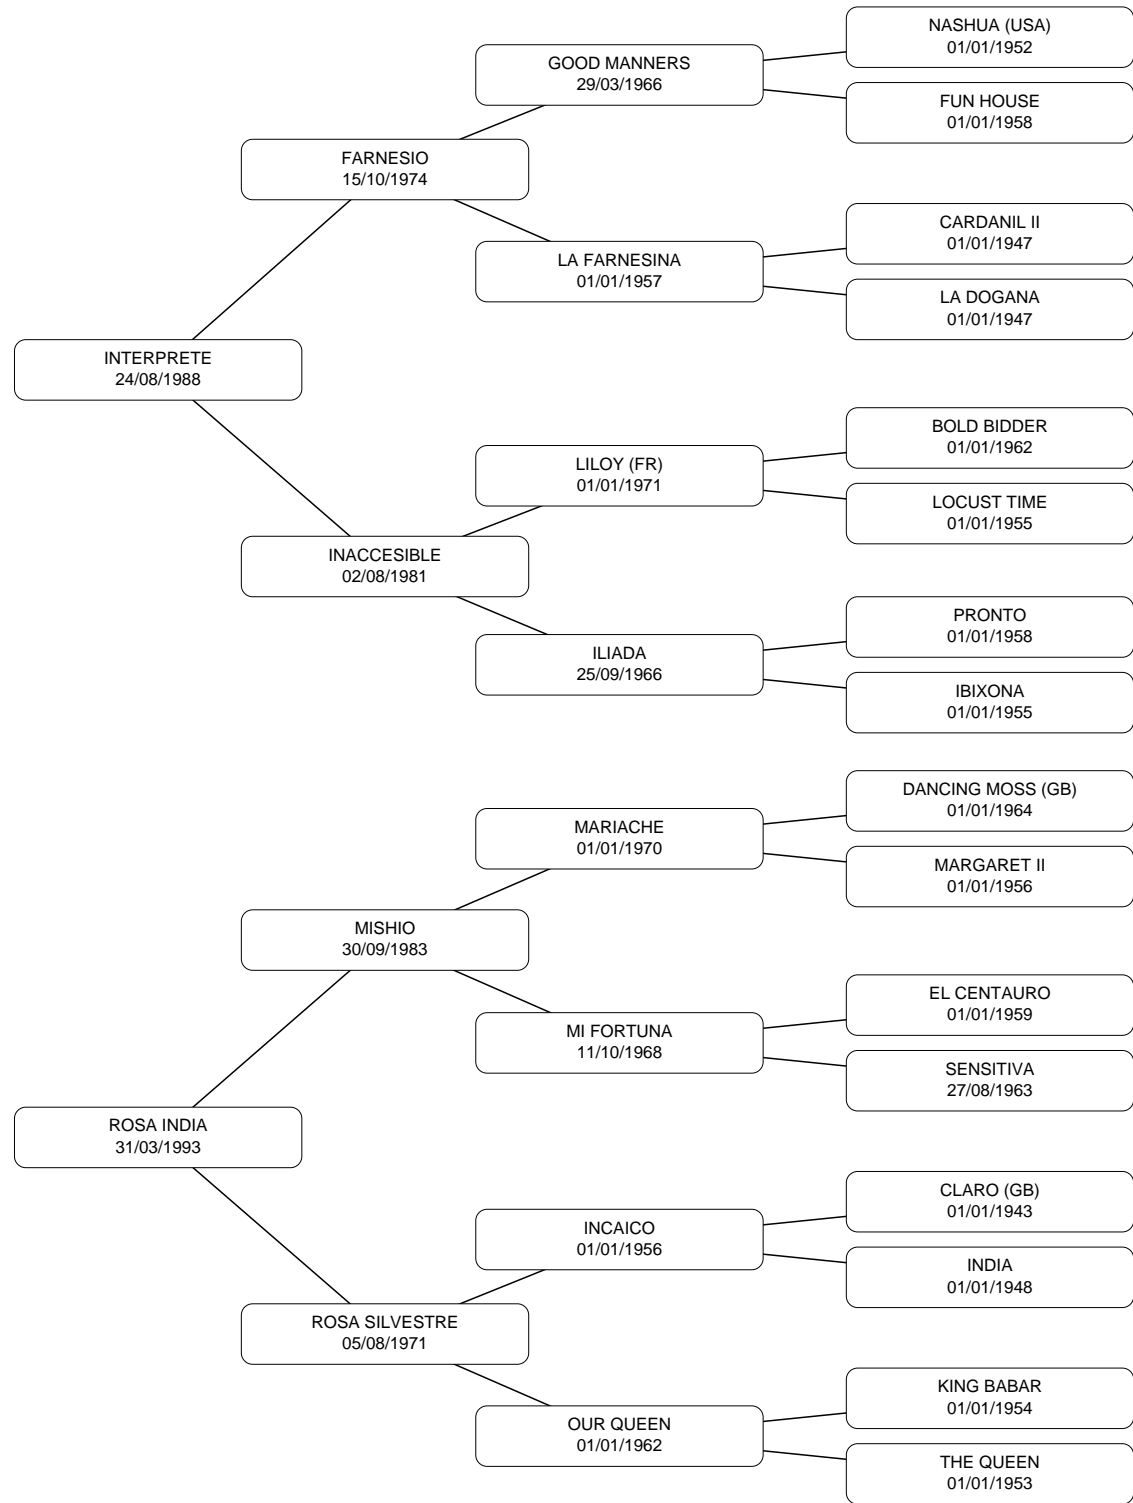 NASHUA (USA)
01/01/1952
GOOD MANNERS
29/03/1966
FUN HOUSE
01/01/1958
FARNESIO
15/10/1974
CARDANIL II
01/01/1947
LA FARNESINA
01/01/1957
LA DOGANA
01/01/1947
INTERPRETE
24/08/1988
BOLD BIDDER
01/01/1962
LILOY (FR)
01/01/1971
LOCUST TIME
01/01/1955
INACCESIBLE
02/08/1981
PRONTO
01/01/1958
ILIADA
25/09/1966
IBIXONA
01/01/1955
DANCING MOSS (GB)
01/01/1964
MARIACHE
01/01/1970
MARGARET II
01/01/1956
MISHIO
30/09/1983
EL CENTAURO
01/01/1959
MI FORTUNA
11/10/1968
SENSITIVA
27/08/1963
ROSA INDIA
31/03/1993
CLARO (GB)
01/01/1943
INCAICO
01/01/1956
INDIA
01/01/1948
ROSA SILVESTRE
05/08/1971
KING BABAR
01/01/1954
OUR QUEEN
01/01/1962
THE QUEEN
01/01/1953